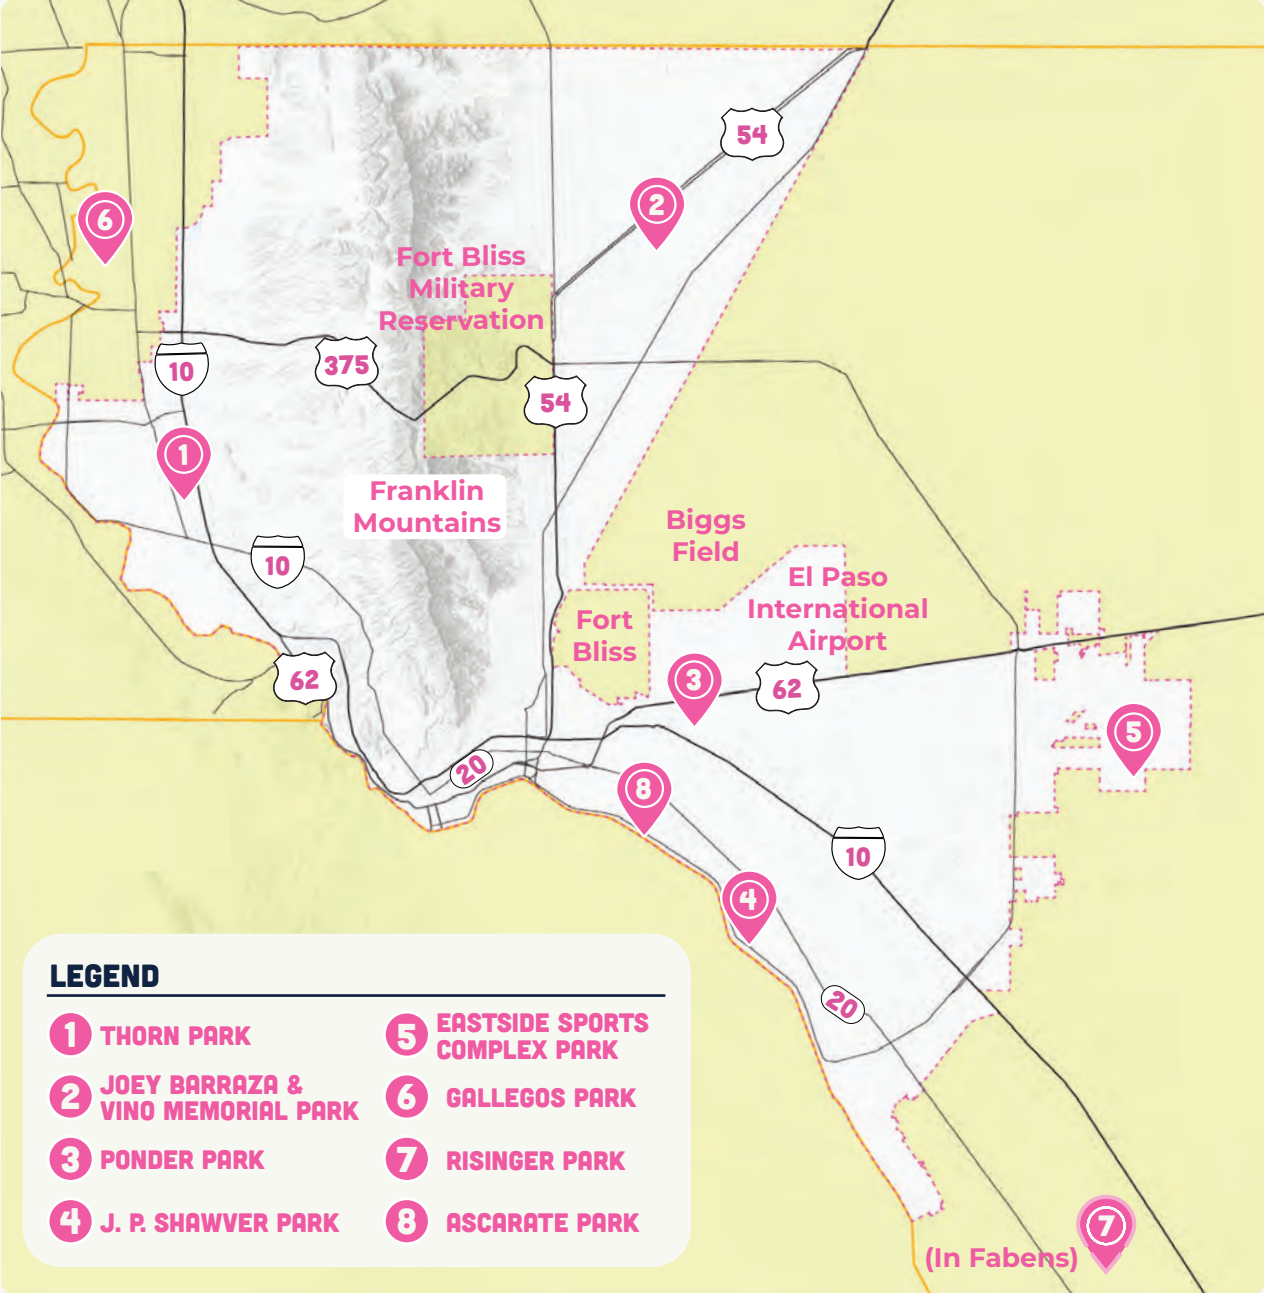 54
2
6
Fort Bliss
Military
Reservation
10
375
54
1
Franklin
Mountains
Biggs
Field
10
El Paso
International
Airport
Fort
Bliss
62
3
62
5
20
8
10
4
20
LEGEND
1 THORN PARK
2 JOEY BARRAZA &
VINO MEMORIAL PARK
3 PONDER PARK
4 J. P. SHAWVER PARK
5 EASTSIDE SPORTS
COMPLEX PARK
6 GALLEGOS PARK
7 RISINGER PARK
8 ASCARATE PARK
7
(In Fabens)